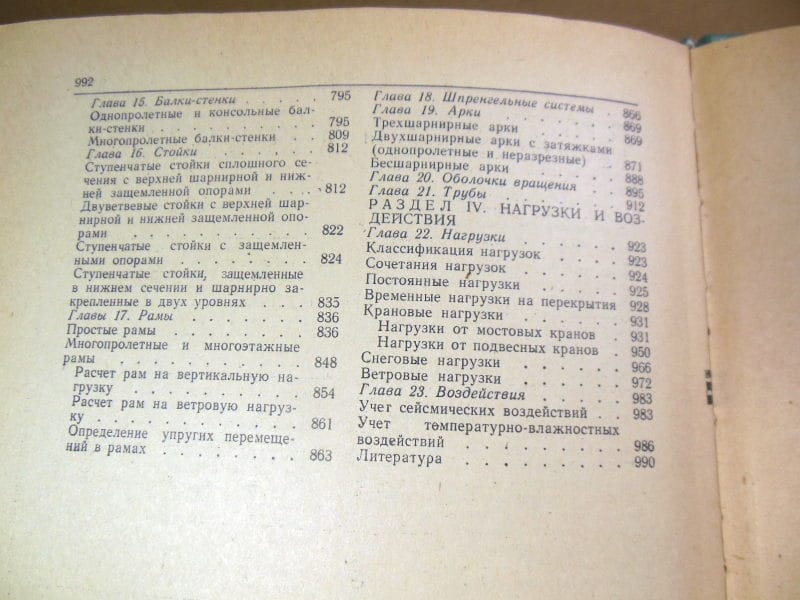 992
Глава 15. Балки-стенки . . . . . 795
Однопролетные и консольные бал-
ки-стенки . . . . . . . . . . 795
Многопролетные балки-стенки . . 809
Глава 16. Стойки . . . . . . 812
Ступенчатые стойки сплошного се-
чения с верхней шарнирной и ниж-
ней защемленной опорами . . . . 812
Двуветвевые стойки с верхней шар-
нирной и нижней защемленной опо-
рами . . . . . . . . . . 822
Ступенчатые стойки с защемлен-
ными опорами . . . . . . . . 824
Ступенчатые стойки, защемленные
в нижнем сечении и шарнирно за-
крепленные в двух уровнях . . . 835
Главы 17. Рамы . . . . . . . 836
Простые рамы . . . . . . . 836
Многопролетные и многоэтажные
рамы . . . . . . . . . . 848
Расчет рам на вертикальную на-
грузку . . . . . . . . . . 854
Расчет рам на ветровую нагруз-
ку . . . . . . . . . . . 861
Определение упругих перемеще-
ний в рамах . . . . . . . . 863
Глава 18. Шпренгельные системы . 866
Глава 19. Арки . . . . . . . 869
Трехшарнирные арки . . . . . 869
Двухшарнирные арки с затяжками
(однопролетные и неразрезные) . . 871
Бесшарнирные арки . . . . . 888
Глава 20. Оболочки вращения . . 895
Глава 21. Трубы . . . . . . . 912
РАЗДЕЛ IV. НАГРУЗКИ И ВОЗ-
ДЕЙСТВИЯ
Глава 22. Нагрузки . . . . . . 923
Классификация нагрузок . . . . 923
Сочетания нагрузок . . . . . 924
Постоянные нагрузки . . . . . 925
Временные нагрузки на перекрытия 928
Крановые нагрузки . . . . . . 931
Нагрузки от мостовых кранов . 931
Нагрузки от подвесных кранов . 950
Снеговые нагрузки . . . . . . 966
Ветровые нагрузки . . . . . . 972
Глава 23. Воздействия . . . . . 983
Учет сейсмических воздействий . . 983
Учет температурно-влажностных
воздействий . . . . . . . . 986
Литература . . . . . . . . 990